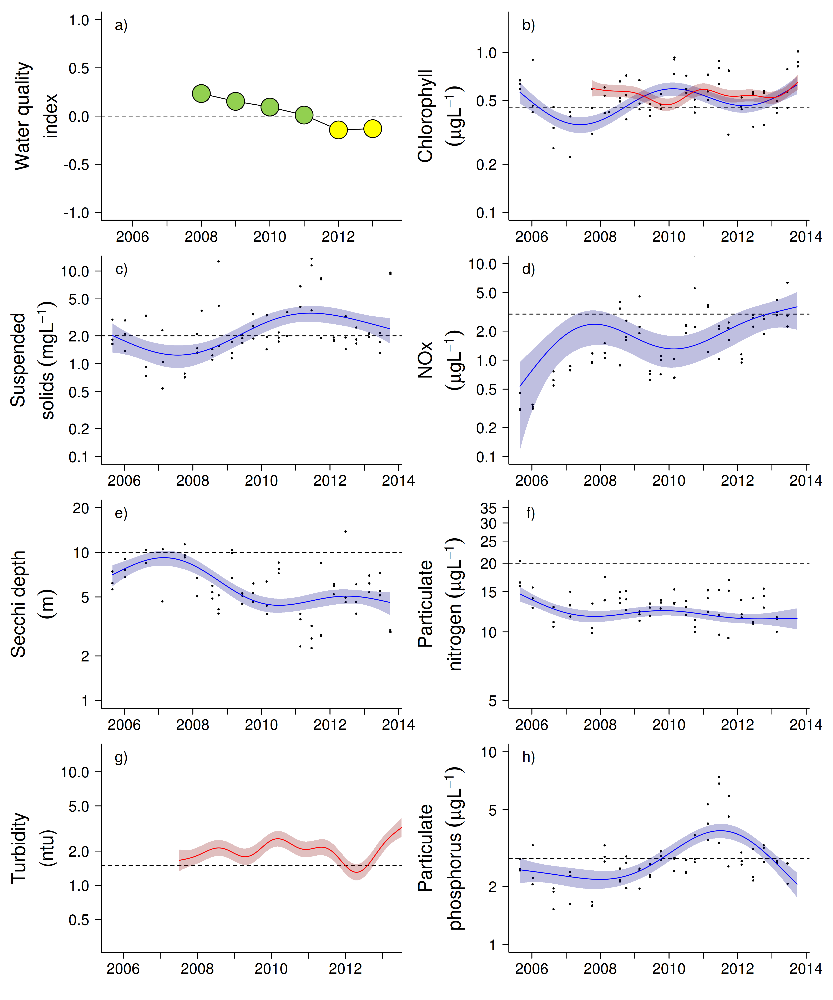 a)
Water quality
index
1.0
0.5
0.0
-0.5
-1.0
2006 2008 2010 2012
b)
Chlorophyll
(μgL⁻¹)
1.0
0.5
0.2
0.1
2006 2008 2010 2012 2014
c)
Suspended
solids (mgL⁻¹)
10.0
5.0
2.0
1.0
0.5
0.2
0.1
2006 2008 2010 2012 2014
d)
NOx
(μgL⁻¹)
10.0
5.0
2.0
1.0
0.5
0.2
0.1
2006 2008 2010 2012 2014
e)
Secchi depth
(m)
20
10
5
2
1
2006 2008 2010 2012 2014
f)
Particulate
nitrogen (μgL⁻¹)
35
30
25
20
15
10
5
2006 2008 2010 2012 2014
g)
Turbidity
(ntu)
10.0
5.0
2.0
1.0
0.5
2006 2008 2010 2012
h)
Particulate
phosphorus (μgL⁻¹)
10
5
2
1
2006 2008 2010 2012 2014